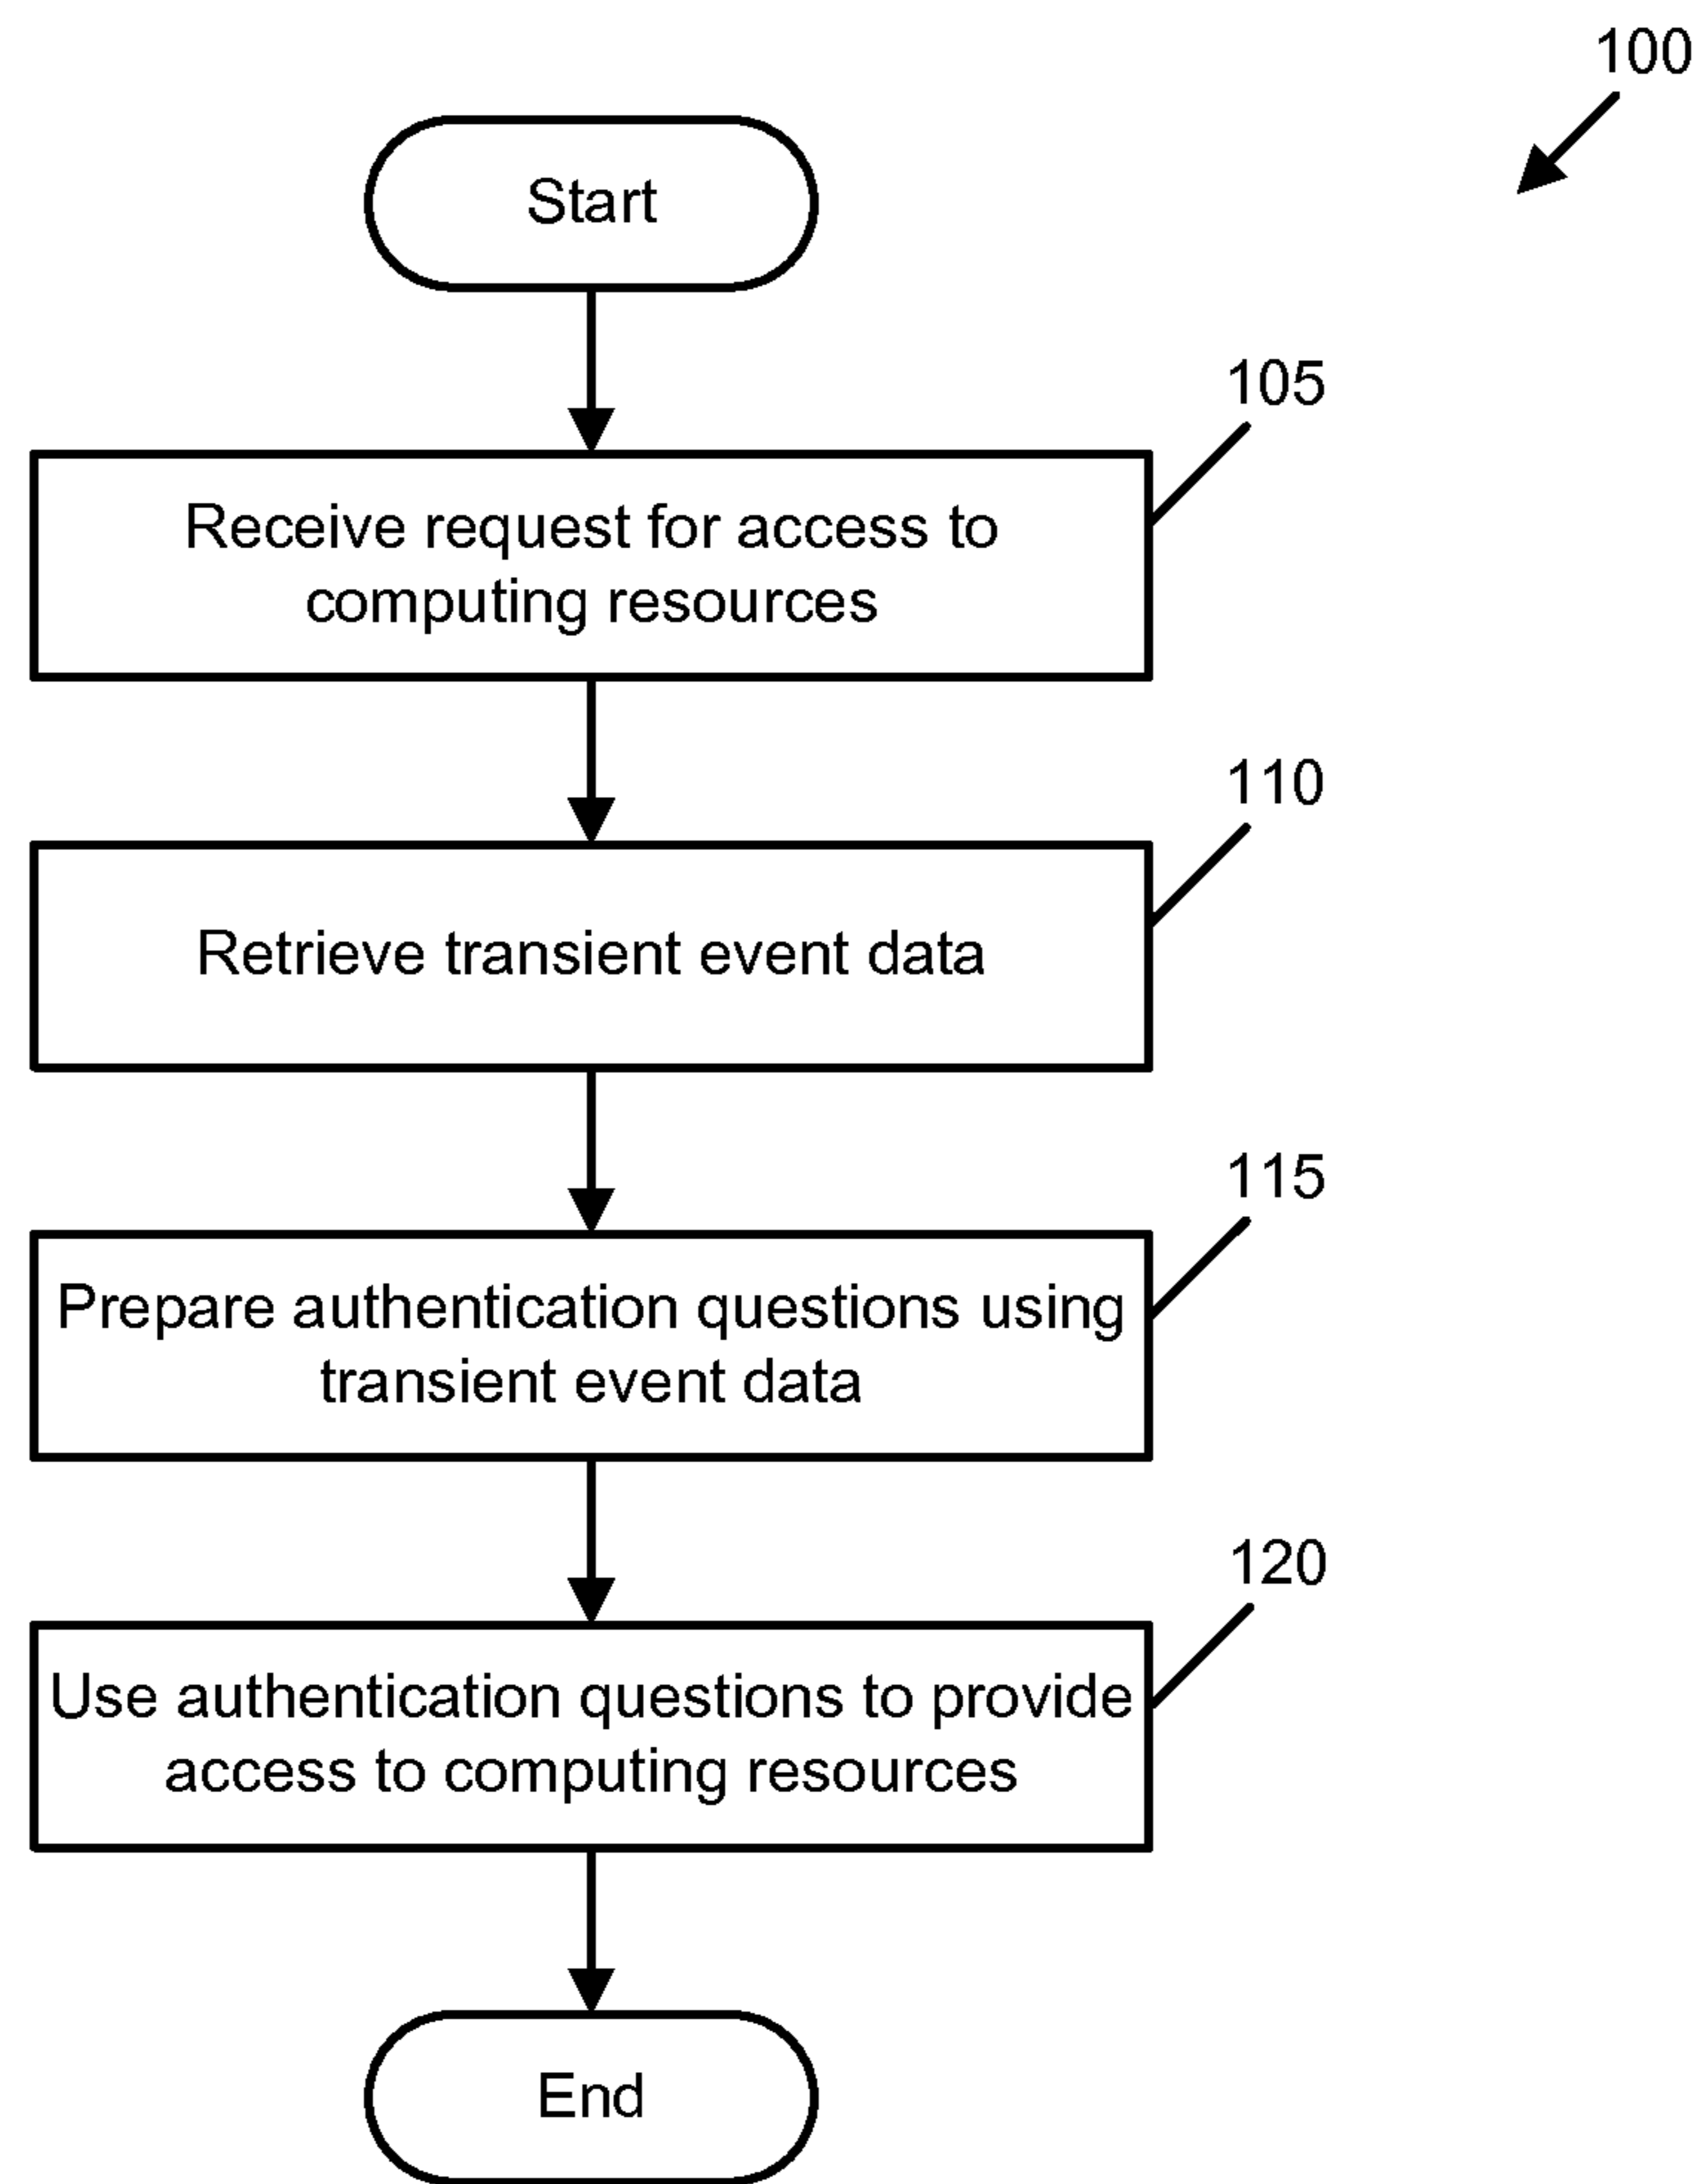 100
Start
105
Receive request for access to
computing resources
110
Retrieve transient event data
115
Prepare authentication questions using
transient event data
120
Use authentication questions to provide
access to computing resources
End